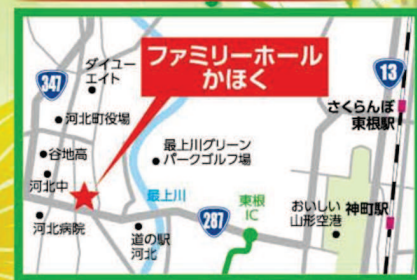 ファミリーホール
かほく
347
ダイユー
エイト
13
さくらんぼ
東根駅
河北町役場
谷地高
最上川グリーン
パークゴルフ場
河北中
最上川
東根
IC
おいしい
山形空港
神町駅
287
河北病院
道の駅
河北